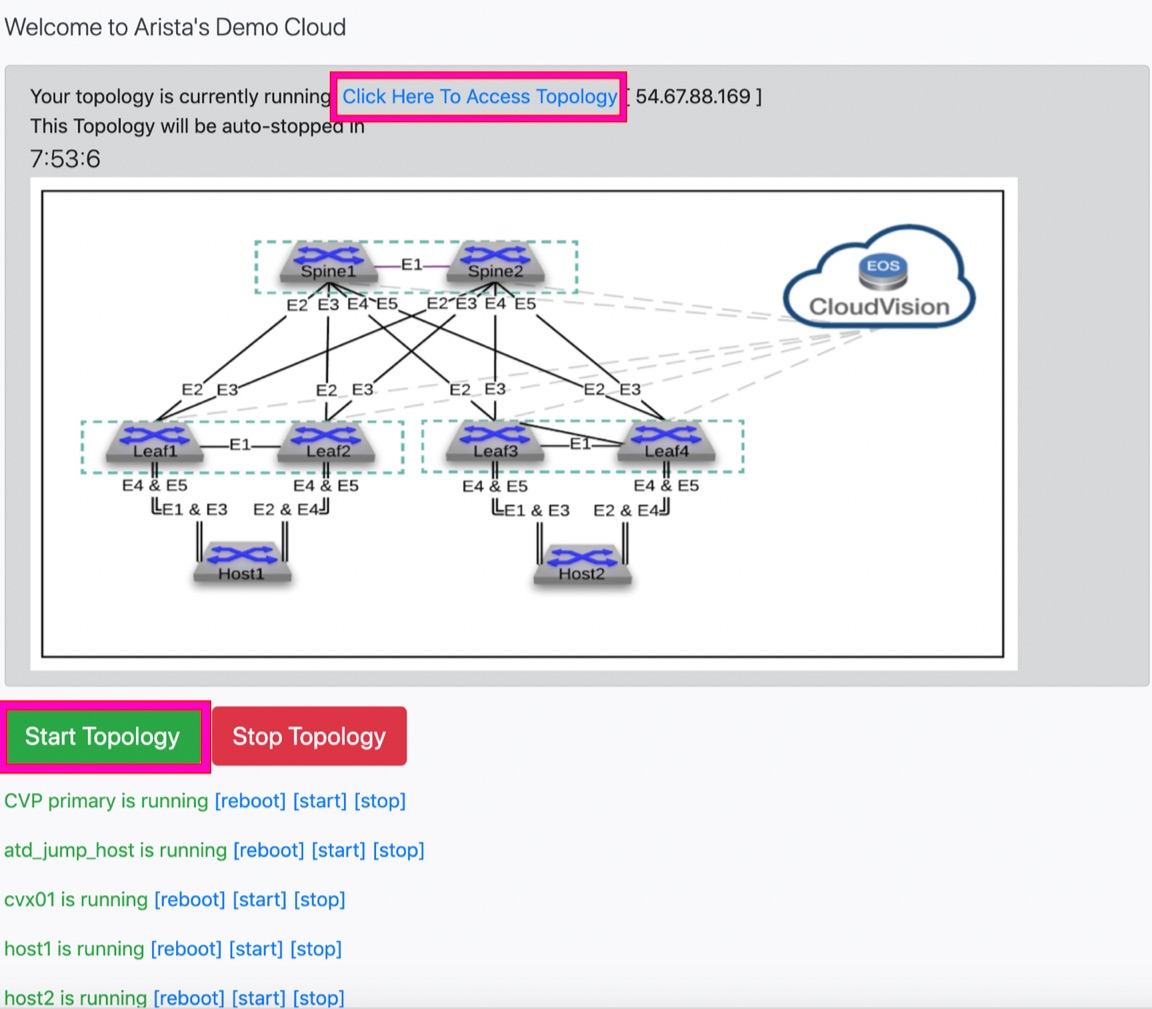 Welcome to Arista's Demo Cloud
Your topology is currently running Click Here To Access Topology [ 54.67.88.169 ]
This Topology will be auto-stopped in
7:53:6
Spine1 E1 Spine2
EOS
CloudVision
E2 E3 E4 E5 E2 E3 E4 E5
E2 E3 E2 E3 E2 E3 E2 E3
Leaf1 E1 Leaf2 Leaf3 E1 Leaf4
E4 & E5 E4 & E5 E4 & E5 E4 & E5
E1 & E3 E2 & E4 E1 & E3 E2 & E4
Host1 Host2
Start Topology Stop Topology
CVP primary is running [reboot] [start] [stop]
atd_jump_host is running [reboot] [start] [stop]
cvx01 is running [reboot] [start] [stop]
host1 is running [reboot] [start] [stop]
host2 is running [reboot] [start] [stop]